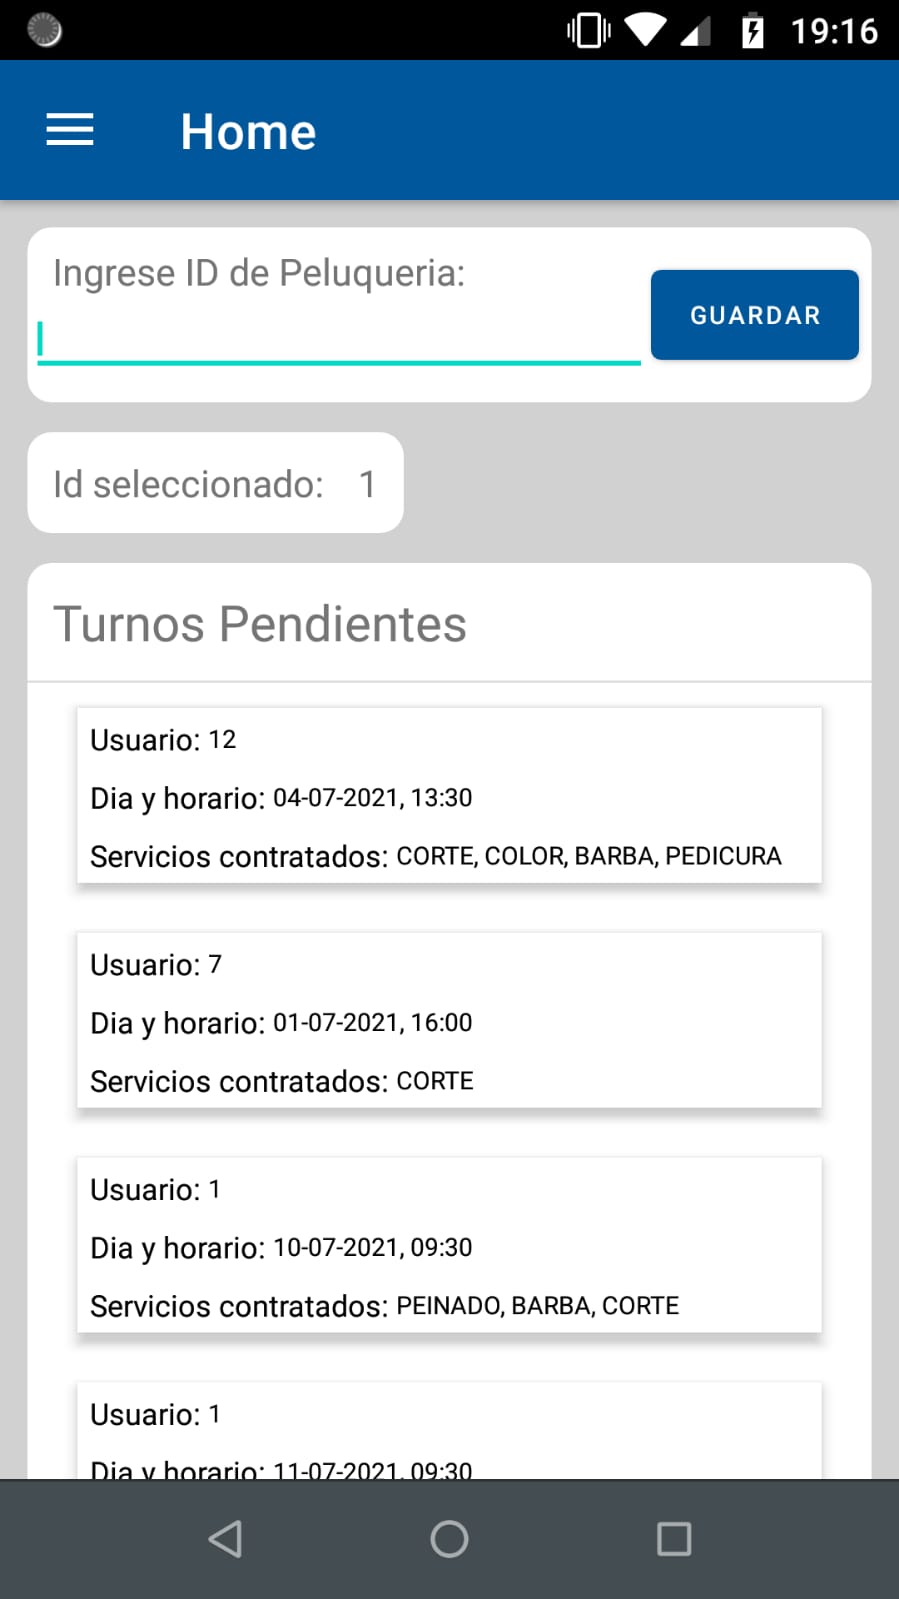 19:16
Home
Ingrese ID de Peluqueria:
GUARDAR
Id seleccionado: 1
Turnos Pendientes
Usuario: 12
Dia y horario: 04-07-2021, 13:30
Servicios contratados: CORTE, COLOR, BARBA, PEDICURA
Usuario: 7
Dia y horario: 01-07-2021, 16:00
Servicios contratados: CORTE
Usuario: 1
Dia y horario: 10-07-2021, 09:30
Servicios contratados: PEINADO, BARBA, CORTE
Usuario: 1
Dia y horario: 11-07-2021, 09:30